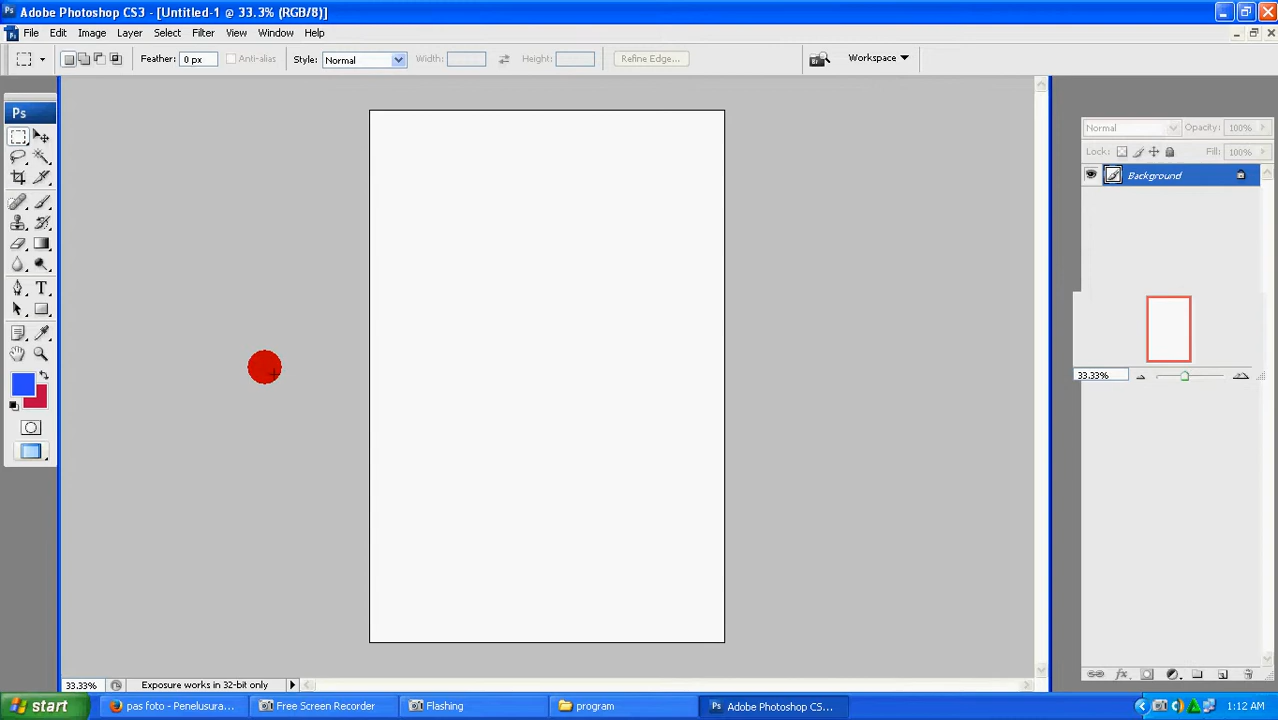 Adobe Photoshop CS3 - [Untitled-1 @ 33.3% (RGB/8)]
File Edit Image Layer Select Filter View Window Help
Feather: 0 px Anti-alias Style: Normal Width: Height: Refine Edge... Br Workspace
Ps
Normal Opacity: 100%
Lock: Fill: 100%
Background
T
33.33%
33.33% Exposure works in 32-bit only
start pas foto - Penelusura... Free Screen Recorder Flashing program Ps Adobe Photoshop CS... 1:12 AM